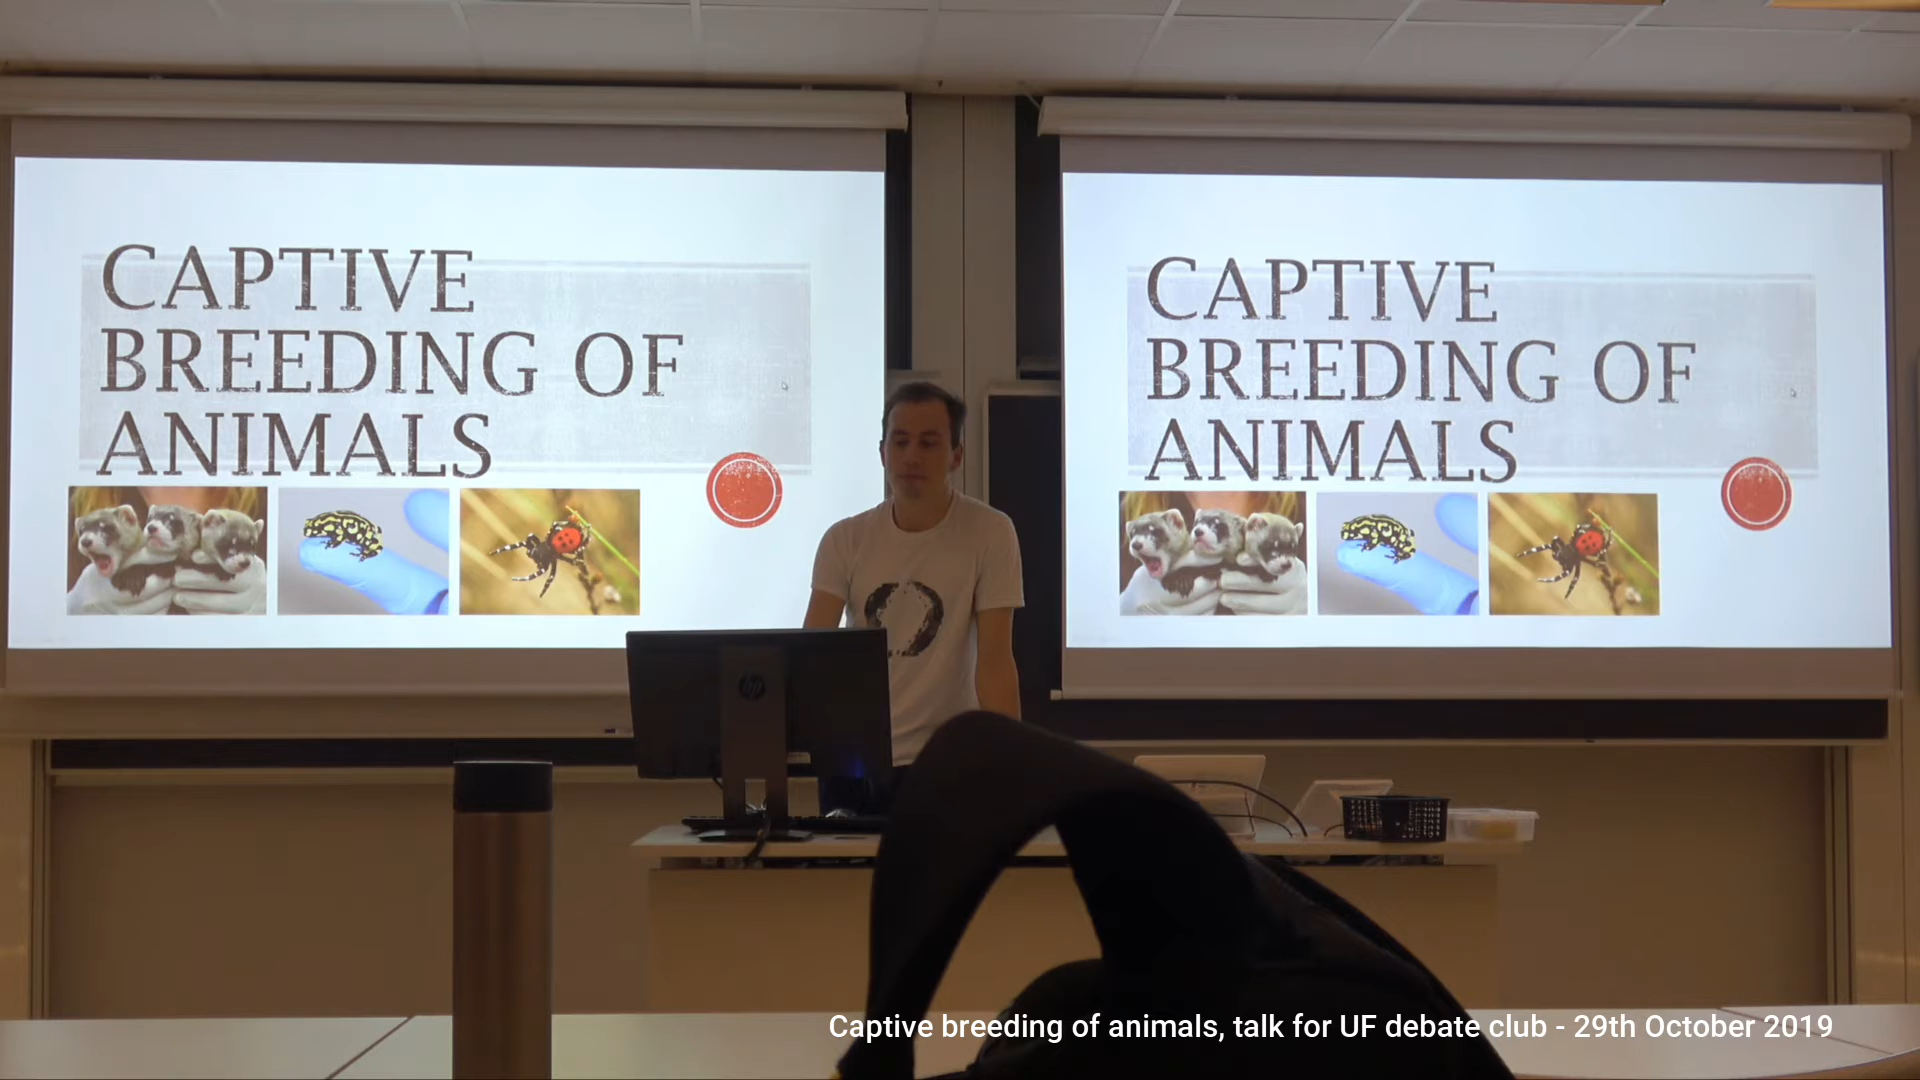 CAPTIVE
BREEDING OF
ANIMALS
CAPTIVE
BREEDING OF
ANIMALS
hp
Captive breeding of animals, talk for UF debate club - 29th October 2019